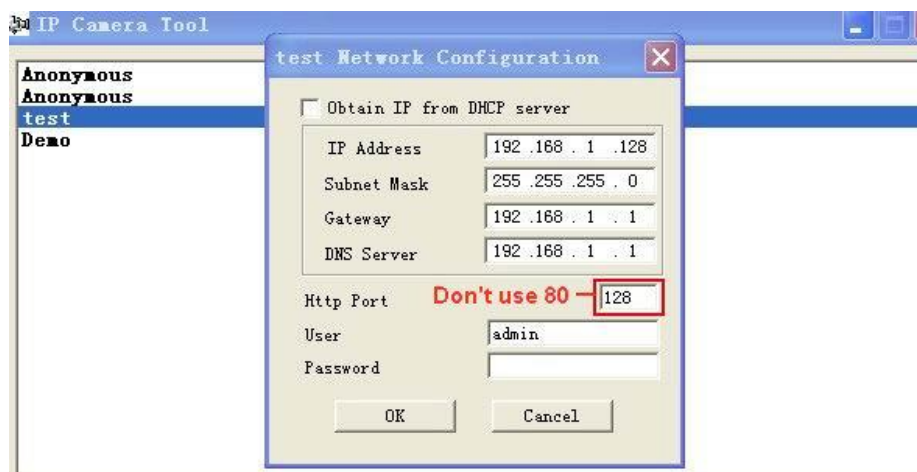 IP Camera Tool
test Network Configuration
Anonymous
Anonymous
test
Demo
Obtain IP from DHCP server
IP Address 192 .168 . 1 .128
Subnet Mask 255 .255 .255 . 0
Gateway 192 .168 . 1 . 1
DNS Server 192 .168 . 1 . 1
Http Port Don't use 80 128
User admin
Password
OK Cancel